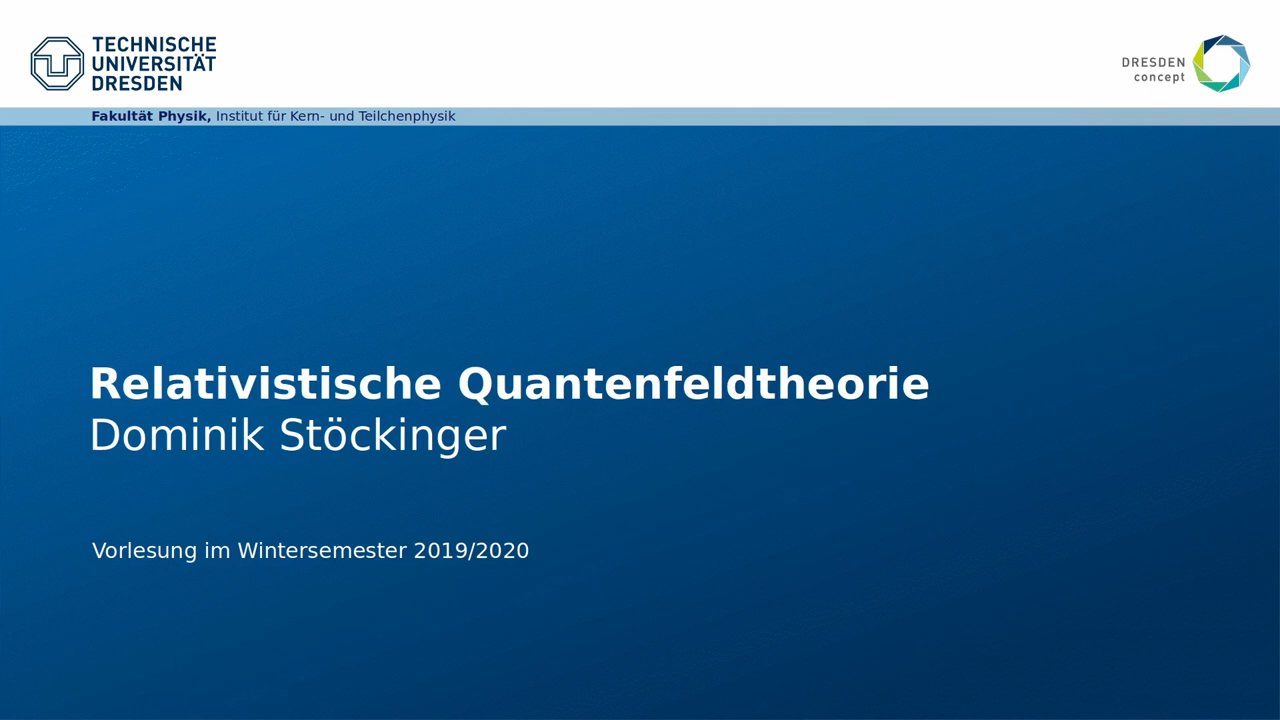 TECHNISCHE
UNIVERSITÄT
DRESDEN
DRESDEN
concept
Fakultät Physik, Institut für Kern- und Teilchenphysik
Relativistische Quantenfeldtheorie
Dominik Stöckinger
Vorlesung im Wintersemester 2019/2020